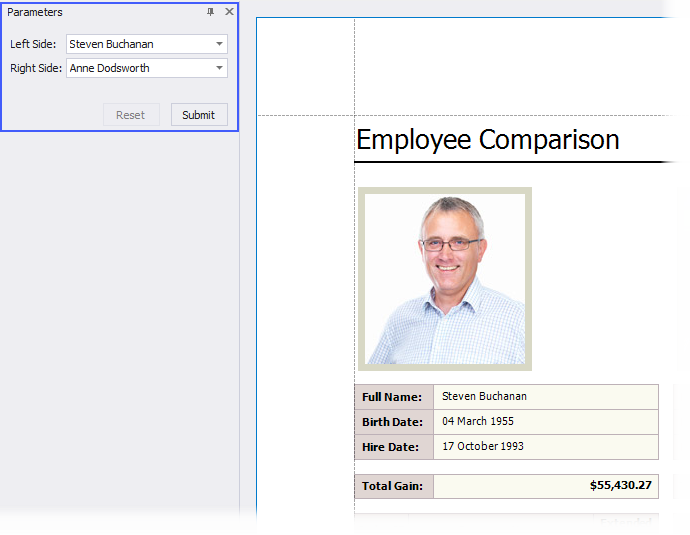 Parameters
Left Side: Steven Buchanan
Right Side: Anne Dodsworth
Reset Submit
Employee Comparison
Full Name: Steven Buchanan
Birth Date: 04 March 1955
Hire Date: 17 October 1993
Total Gain: $55,430.27